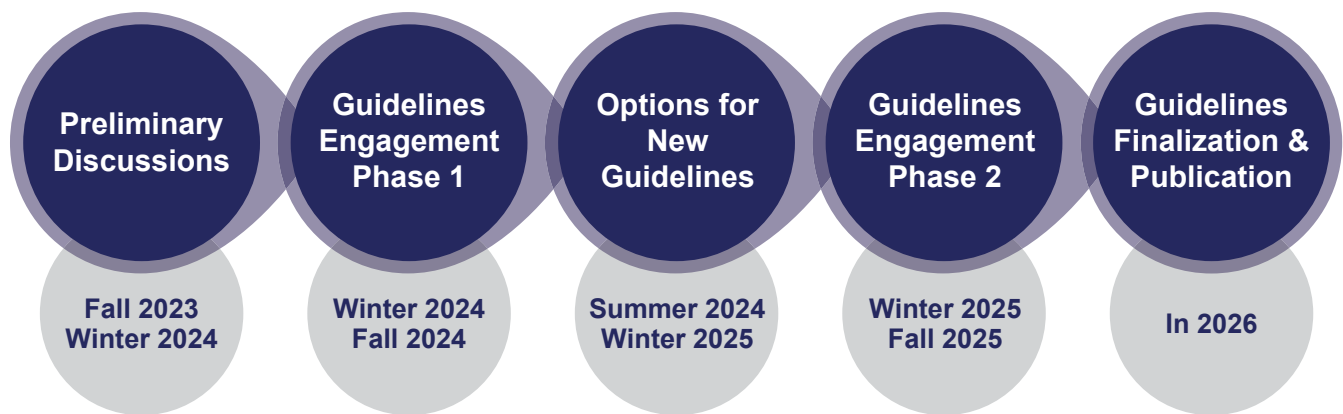 Preliminary
Discussions
Guidelines
Engagement
Phase 1
Options for
New
Guidelines
Guidelines
Engagement
Phase 2
Guidelines
Finalization &
Publication
Fall 2023
Winter 2024
Winter 2024
Fall 2024
Summer 2024
Winter 2025
Winter 2025
Fall 2025
In 2026